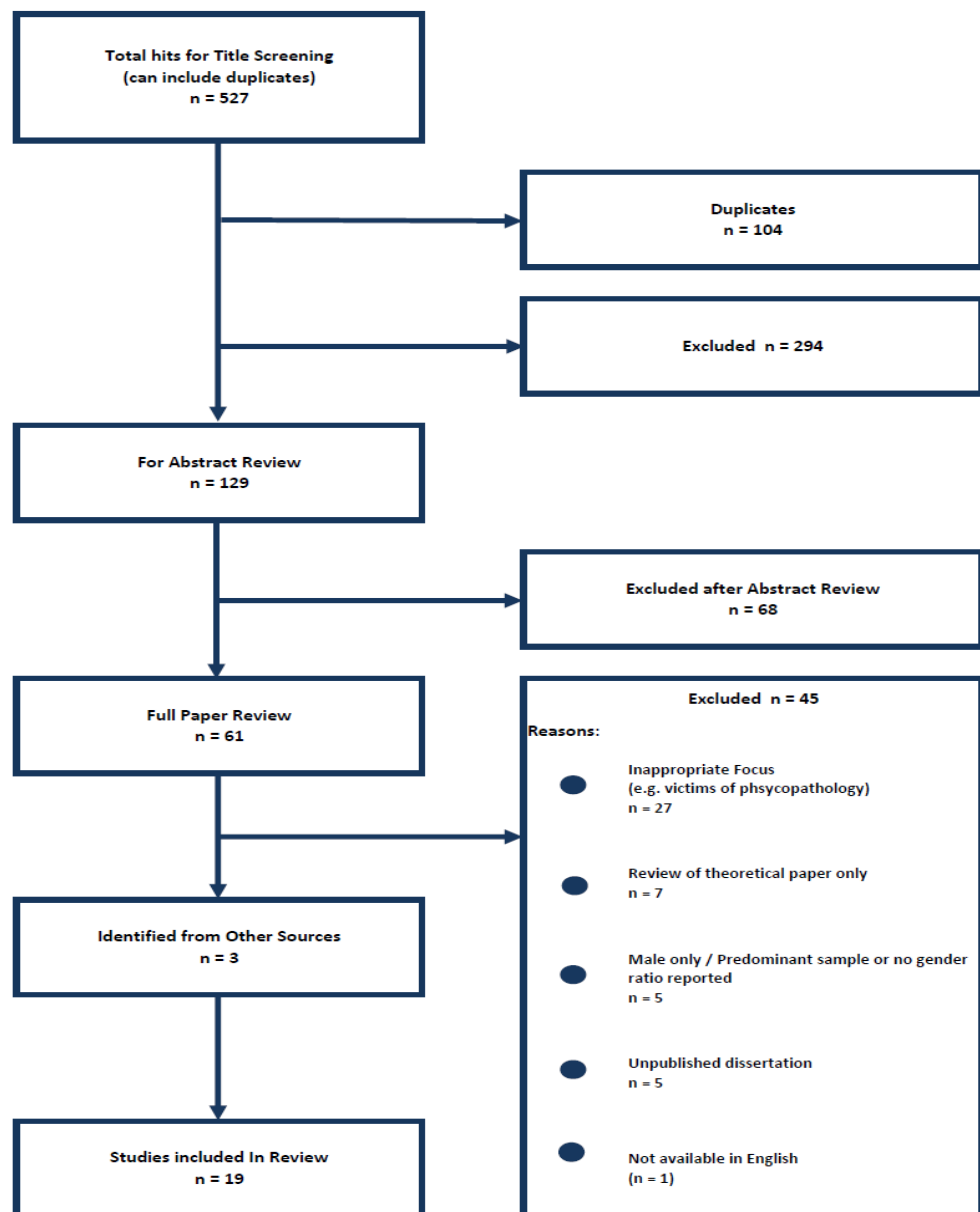 Total hits for Title Screening
(can include duplicates)
n = 527
Duplicates
n = 104
Excluded n = 294
For Abstract Review
n = 129
Excluded after Abstract Review
n = 68
Full Paper Review
n = 61
Excluded n = 45
Reasons:
Inappropriate Focus
(e.g. victims of phsycopathology)
n = 27
Review of theoretical paper only
n = 7
Male only / Predominant sample or no gender
ratio reported
n = 5
Unpublished dissertation
n = 5
Not available in English
(n = 1)
Identified from Other Sources
n = 3
Studies included In Review
n = 19